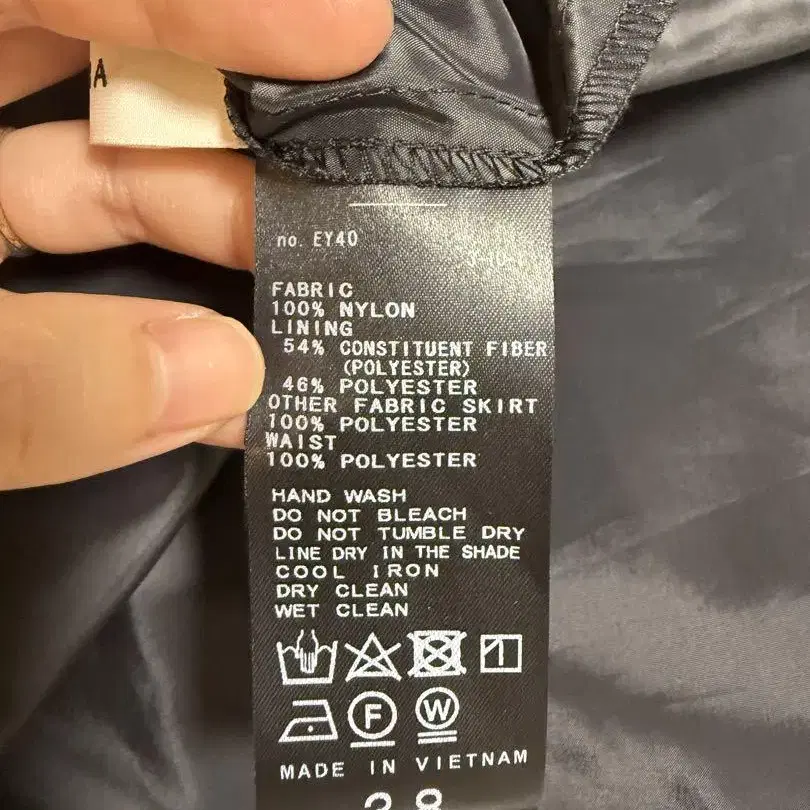 A
no. EY40
FABRIC
100% NYLON
LINING
54% CONSTITUENT FIBER
(POLYESTER)
46% POLYESTER
OTHER FABRIC SKIRT
100% POLYESTER
WAIST
100% POLYESTER
HAND WASH
DO NOT BLEACH
DO NOT TUMBLE DRY
LINE DRY IN THE SHADE
COOL IRON
DRY CLEAN
WET CLEAN
F W
MADE IN VIETNAM
38